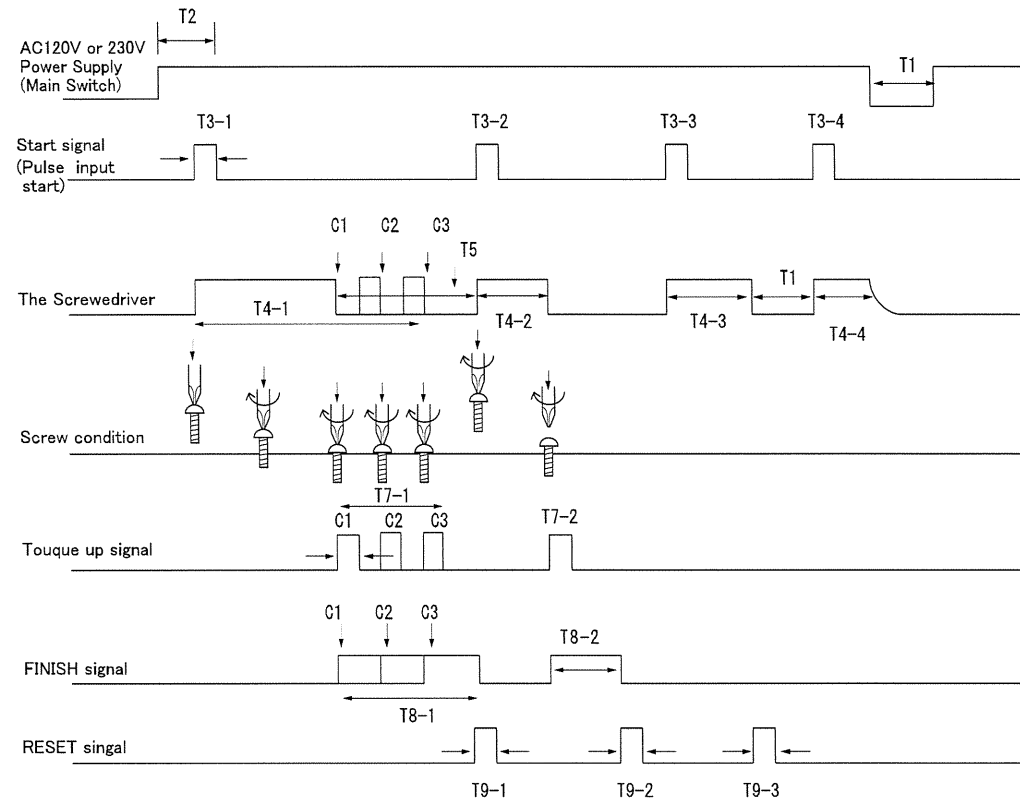 T2
AC120V or 230V
Power Supply
(Main Switch)
T1
T3-1
T3-2
T3-3
T3-4
Start signal
(Pulse input
start)
C1
C2
C3
T5
T1
The Screwedriver
T4-1
T4-2
T4-3
T4-4
Screw condition
T7-1
C1
C2
C3
T7-2
Touque up signal
C1
C2
C3
T8-2
FINISH signal
T8-1
RESET singal
T9-1
T9-2
T9-3